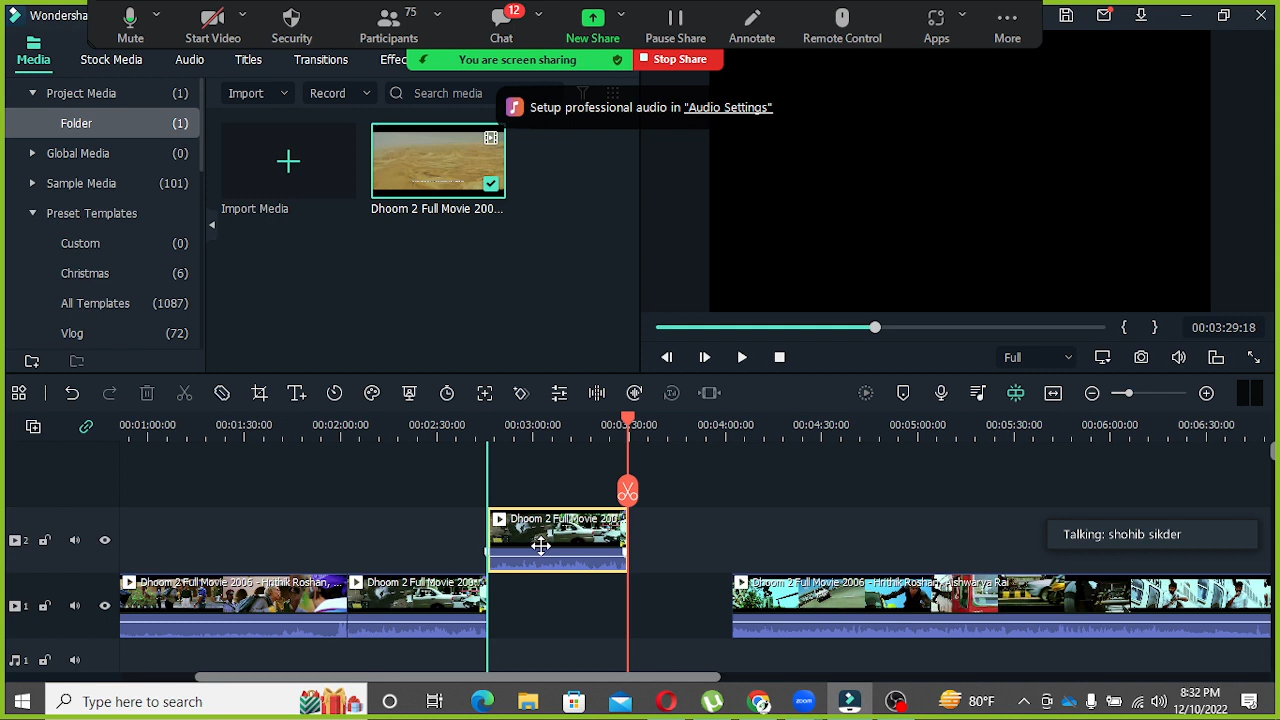 Wondersha
Mute
Start Video
Security
Participants
75
Chat
12
New Share
Pause Share
Annotate
Remote Control
Apps
More
You are screen sharing
Stop Share
Media
Stock Media
Audio
Titles
Transitions
Effec
Setup professional audio in "Audio Settings"
Project Media (1)
Import
Record
Search media
Folder (1)
Global Media (0)
Sample Media (101)
Preset Templates
Custom (0)
Christmas (6)
All Templates (1087)
Vlog (72)
Import Media
Dhoom 2 Full Movie 200...
{ }
00:03:29:18
Full
00:01:00:00
00:01:30:00
00:02:00:00
00:02:30:00
00:03:00:00
00:04:00:00
00:04:30:00
00:05:00:00
00:05:30:00
00:06:00:00
00:06:30:00
Dhoom 2 Full Movie 200
2
Talking: shohib sikder
Dhoom 2 Full Movie 2006 - Hrithik Roshan, ...
Dhoom 2 Full Movie 200
Dhoom 2 Full Movie 2006 - Hrithik Roshan, Aishwarya Rai
1
1
Type here to search
zoom
80°F
8:32 PM
12/10/2022